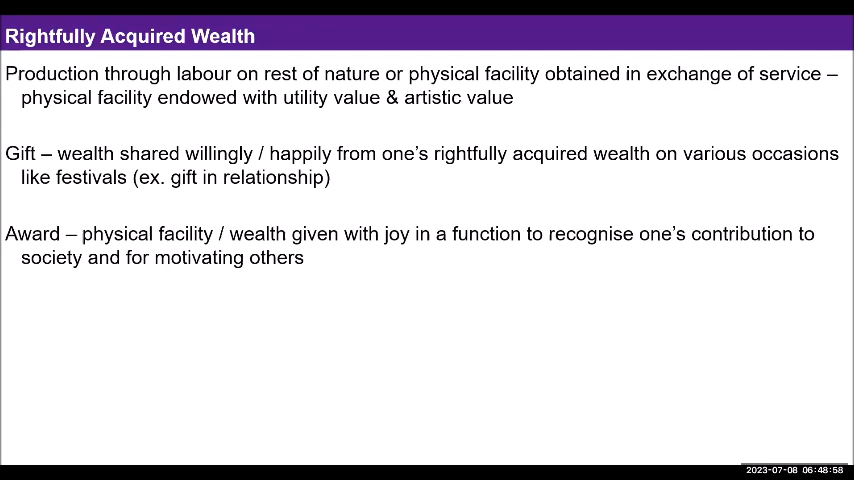 Rightfully Acquired Wealth
Production through labour on rest of nature or physical facility obtained in exchange of service –
physical facility endowed with utility value & artistic value
Gift – wealth shared willingly / happily from one’s rightfully acquired wealth on various occasions
like festivals (ex. gift in relationship)
Award – physical facility / wealth given with joy in a function to recognise one’s contribution to
society and for motivating others
2023-07-08 06:48:58